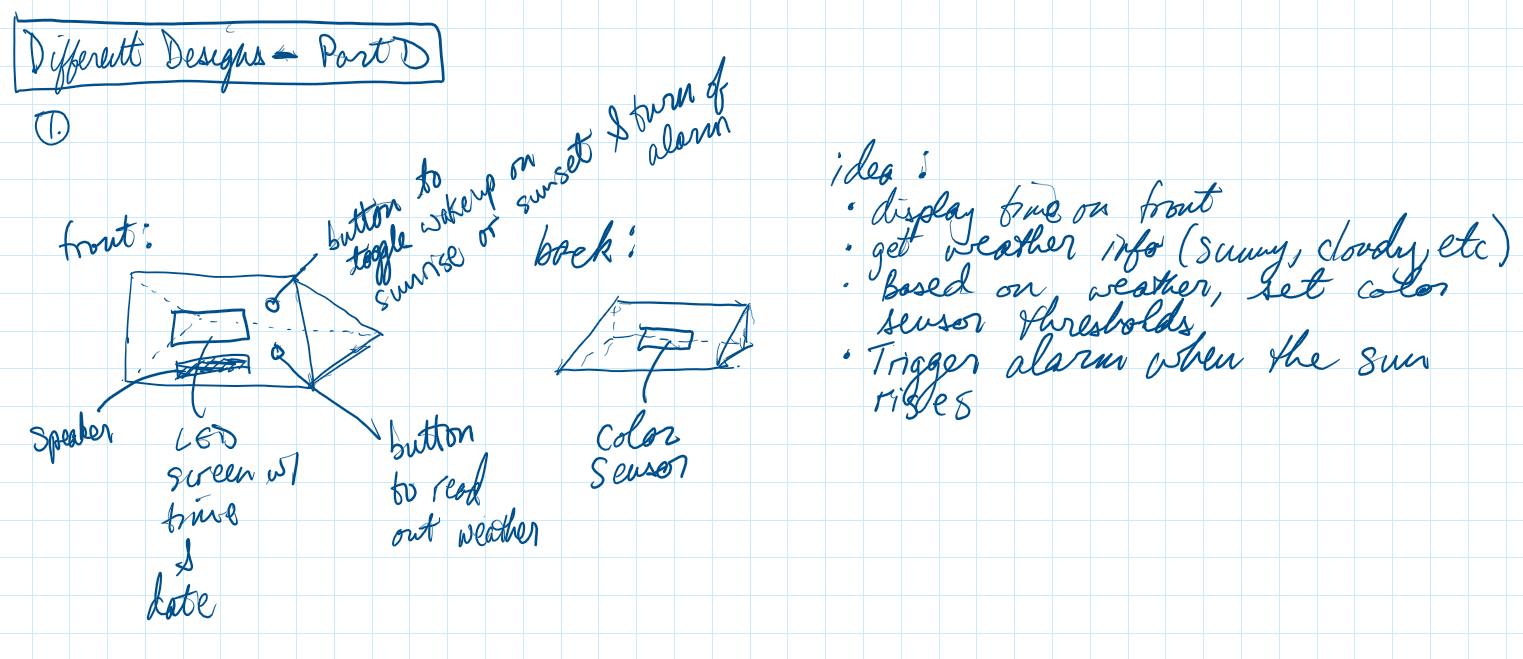 Different Designs - Part D
1.
front:
button to
toggle wakeup on
sunrise or sunset & turn of
alarm
speaker
LED
screen w/
time
&
date
button
to read
out weather
back:
color
sensor
idea:
• display time on front
• get weather info (sunny, cloudy, etc)
• Based on weather, set color
sensor thresholds
• Trigger alarm when the sun
rises